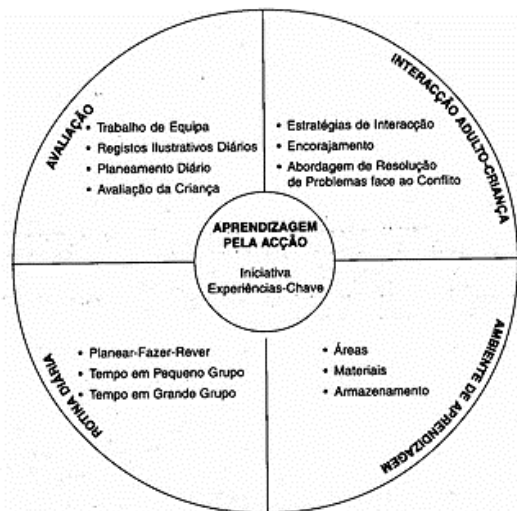 AVALIAÇÃO
• Trabalho de Equipa
• Registos Ilustrativos Diários
• Planeamento Diário
• Avaliação da Criança
INTERACÇÃO ADULTO-CRIANÇA
• Estratégias de Interacção
• Encorajamento
• Abordagem de Resolução
de Problemas face ao Conflito
APRENDIZAGEM
PELA ACÇÃO
Iniciativa
Experiências-Chave
ROTINA DIÁRIA
• Planear-Fazer-Rever
• Tempo em Pequeno Grupo
• Tempo em Grande Grupo
AMBIENTE DE APRENDIZAGEM
• Áreas
• Materiais
• Armazenamento